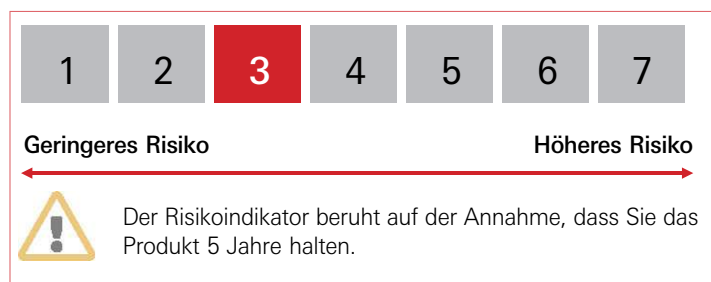 1 2 3 4 5 6 7
Geringeres Risiko Höheres Risiko
Der Risikoindikator beruht auf der Annahme, dass Sie das
Produkt 5 Jahre halten.